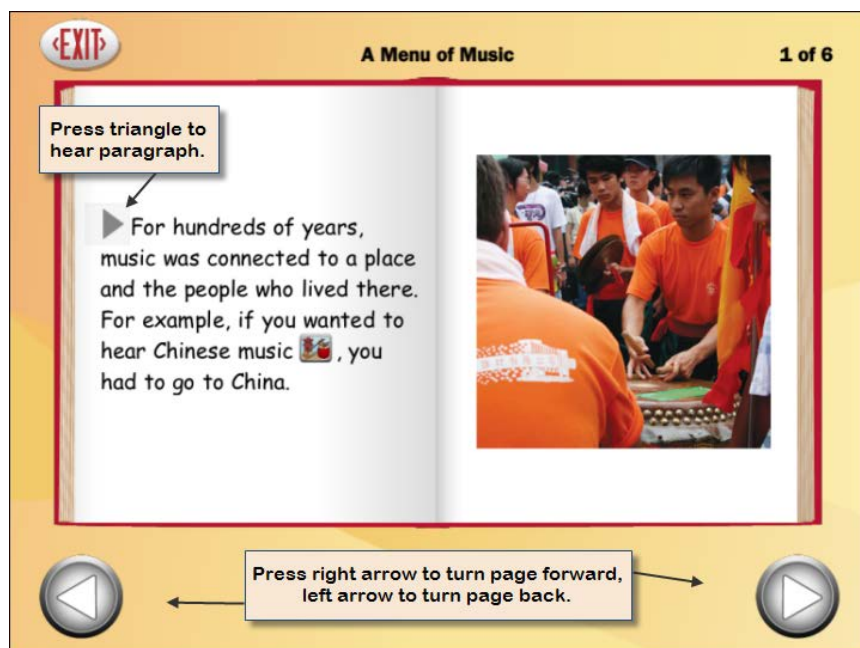 EXIT
A Menu of Music
1 of 6
Press triangle to
hear paragraph.
For hundreds of years,
music was connected to a place
and the people who lived there.
For example, if you wanted to
hear Chinese music , you
had to go to China.
Press right arrow to turn page forward,
left arrow to turn page back.